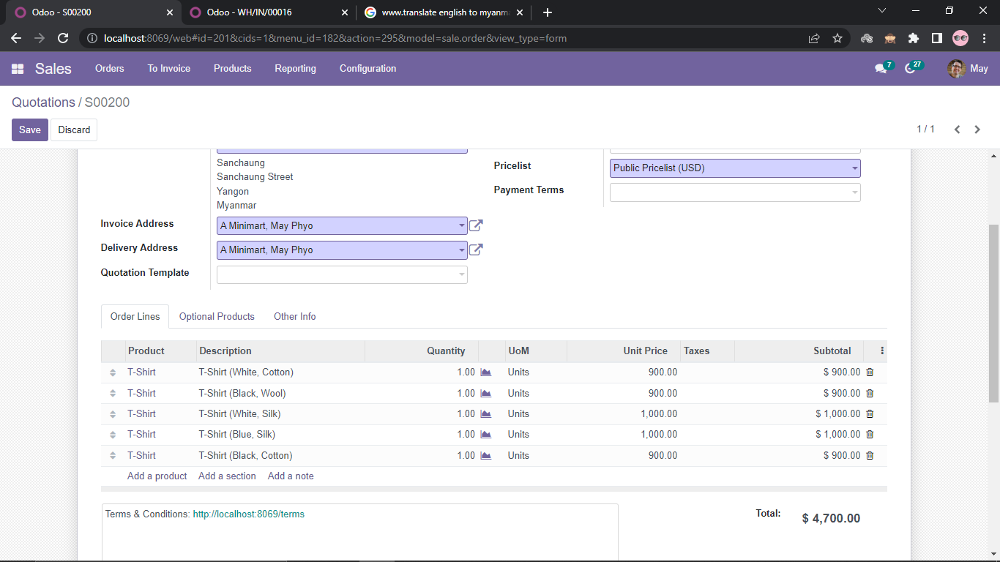 Odoo - S00200
Odoo - WH/IN/00016
www.translate english to myanma
localhost:8069/web#id=201&cids=1&menu_id=182&action=295&model=sale.order&view_type=form
Sales Orders To Invoice Products Reporting Configuration 7 27 May
Quotations / S00200
Save Discard 1 / 1
Sanchaung
Sanchaung Street
Yangon
Myanmar
Pricelist Public Pricelist (USD)
Payment Terms
Invoice Address A Minimart, May Phyo
Delivery Address A Minimart, May Phyo
Quotation Template
Order Lines Optional Products Other Info
Product Description Quantity UoM Unit Price Taxes Subtotal
T-Shirt T-Shirt (White, Cotton) 1.00 Units 900.00 $ 900.00
T-Shirt T-Shirt (Black, Wool) 1.00 Units 900.00 $ 900.00
T-Shirt T-Shirt (White, Silk) 1.00 Units 1,000.00 $ 1,000.00
T-Shirt T-Shirt (Blue, Silk) 1.00 Units 1,000.00 $ 1,000.00
T-Shirt T-Shirt (Black, Cotton) 1.00 Units 900.00 $ 900.00
Add a product Add a section Add a note
Terms & Conditions: http://localhost:8069/terms
Total: $ 4,700.00